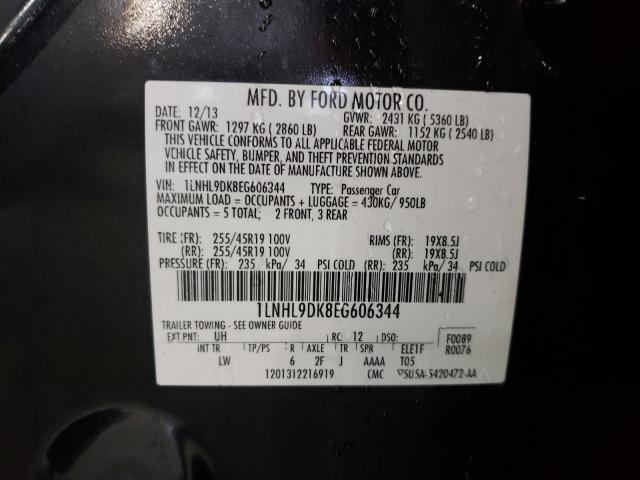 MFD. BY FORD MOTOR CO.
DATE: 12/13 GVWR: 2431 KG ( 5360 LB)
FRONT GAWR: 1297 KG ( 2860 LB) REAR GAWR: 1152 KG ( 2540 LB)
THIS VEHICLE CONFORMS TO ALL APPLICABLE FEDERAL MOTOR
VEHICLE SAFETY, BUMPER, AND THEFT PREVENTION STANDARDS
IN EFFECT ON THE DATE OF MANUFACTURE SHOWN ABOVE.
VIN: 1LNHL9DK8EG606344 TYPE: Passenger Car
MAXIMUM LOAD = OCCUPANTS + LUGGAGE = 430KG/ 950LB
OCCUPANTS = 5 TOTAL; 2 FRONT, 3 REAR
TIRE (FR): 255/45R19 100V RIMS (FR): 19X8.5J
(RR): 255/45R19 100V (RR): 19X8.5J
PRESSURE (FR): 235 kPa/ 34 PSI COLD (RR): 235 kPa/ 34 PSI COLD
1LNHL9DK8EG606344
TRAILER TOWING - SEE OWNER GUIDE
EXT PNT: UH RC: 12 DSO: F0089
INT TR TP/PS R AXLE TR SPR ELE1F R0076
LW 6 2F J AAAA T05
1201312216919 CMC ▽SU5A-5420472-AA